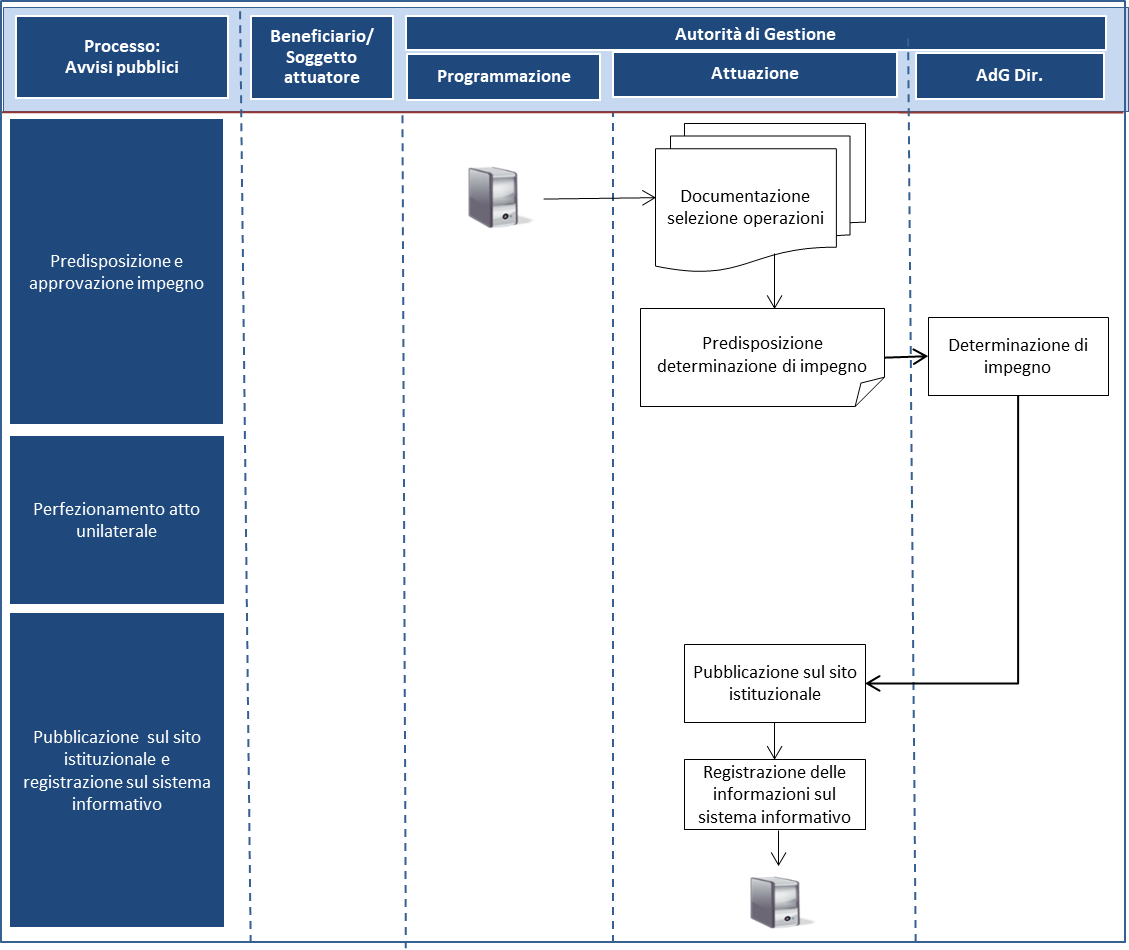 Processo:
Avvisi pubblici
Beneficiario/
Soggetto
attuatore
Autorità di Gestione
Programmazione
Attuazione
AdG Dir.
Predisposizione e
approvazione impegno
Documentazione
selezione operazioni
Predisposizione
determinazione di impegno
Determinazione di
impegno
Perfezionamento atto
unilaterale
Pubblicazione sul sito
istituzionale e
registrazione sul sistema
informativo
Pubblicazione sul sito
istituzionale
Registrazione delle
informazioni sul
sistema informativo